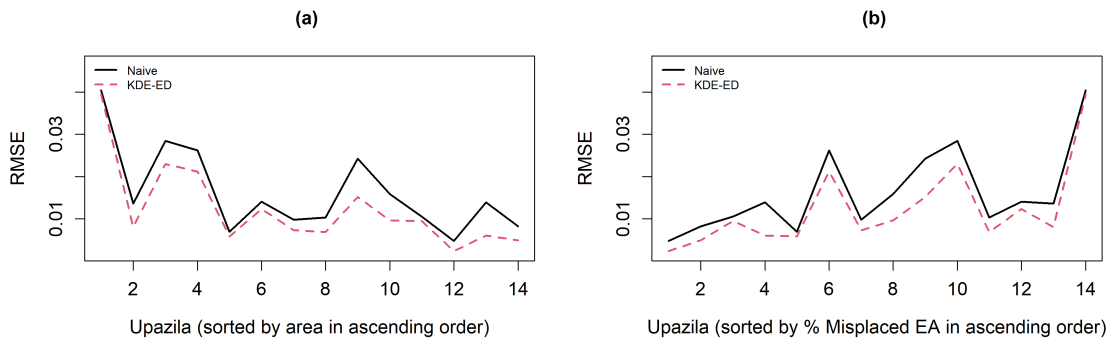 (a)
Naive
KDE-ED
RMSE
0.03
0.01
2 4 6 8 10 12 14
Upazila (sorted by area in ascending order)
(b)
Naive
KDE-ED
RMSE
0.03
0.01
2 4 6 8 10 12 14
Upazila (sorted by % Misplaced EA in ascending order)